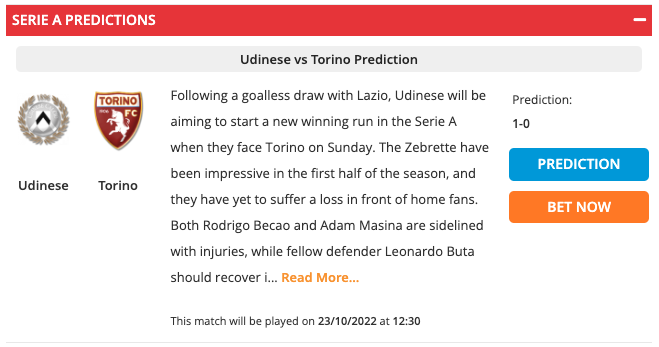 SERIE A PREDICTIONS
Udinese vs Torino Prediction
TORINO
FC
Udinese
Torino
Following a goalless draw with Lazio, Udinese will be
aiming to start a new winning run in the Serie A
when they face Torino on Sunday. The Zebrette have
been impressive in the first half of the season, and
they have yet to suffer a loss in front of home fans.
Both Rodrigo Becao and Adam Masina are sidelined
with injuries, while fellow defender Leonardo Buta
should recover i... Read More...
This match will be played on 23/10/2022 at 12:30
Prediction:
1-0
PREDICTION
BET NOW